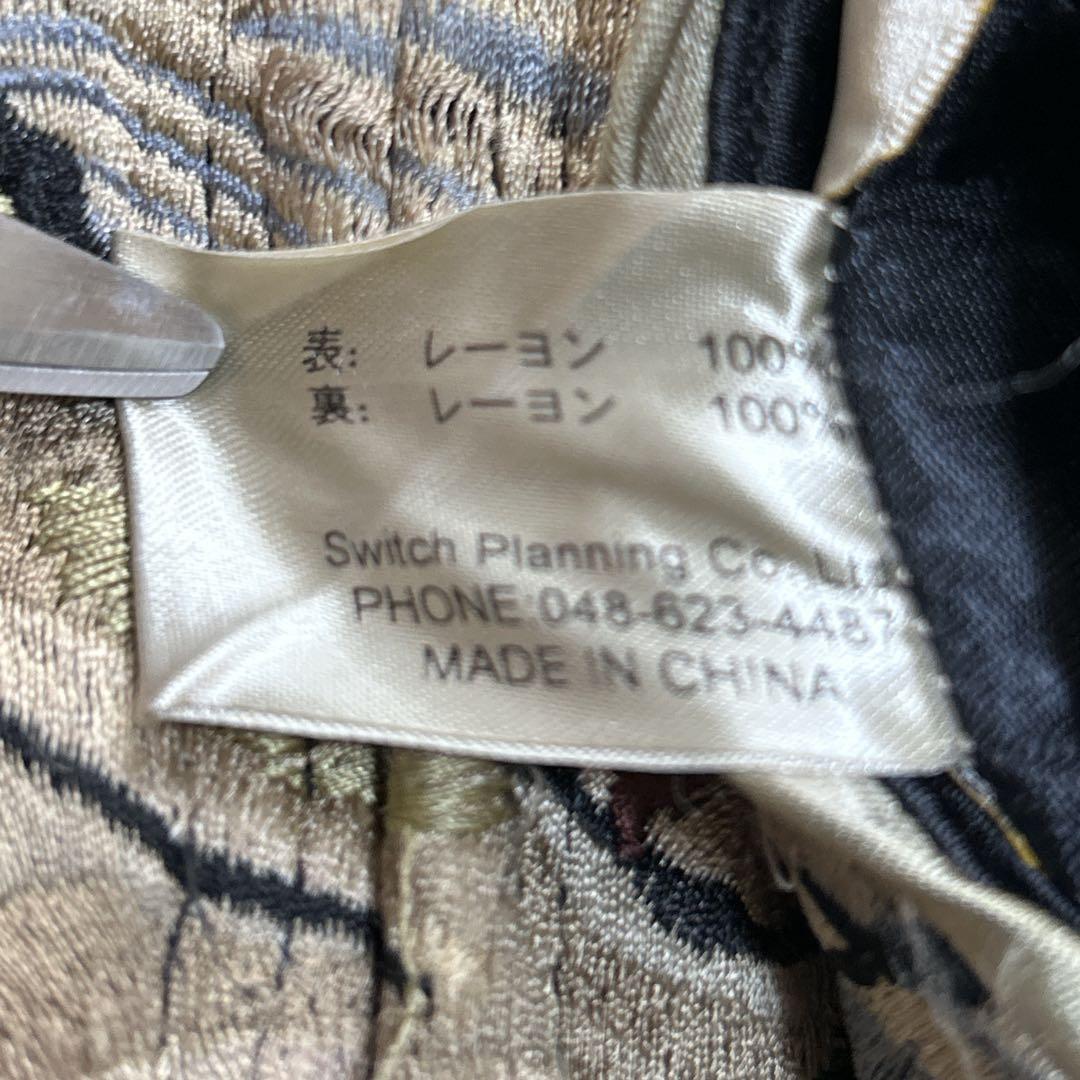 表: レーヨン 100%
裏: レーヨン 100%
Switch Planning Co. Lt
PHONE:048-623-4487
MADE IN CHINA